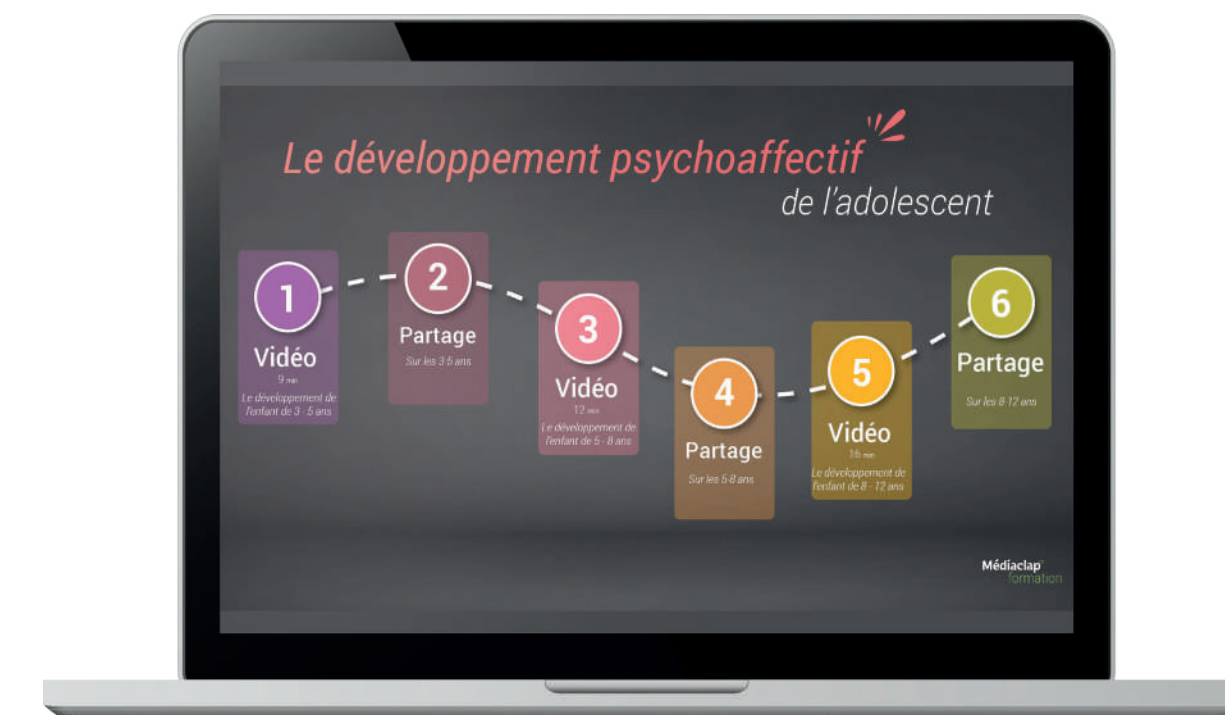 Le développement psychoaffectif
de l'adolescent
1
Vidéo
9 min
Le développement de
l'enfant de 3 - 5 ans
2
Partage
Sur les 3-5 ans
3
Vidéo
12 min
Le développement de
l'enfant de 5 - 8 ans
4
Partage
Sur les 5-8 ans
5
Vidéo
16 min
Le développement de
l'enfant de 8 - 12 ans
6
Partage
Sur les 8-12 ans
Médiaclap
formation